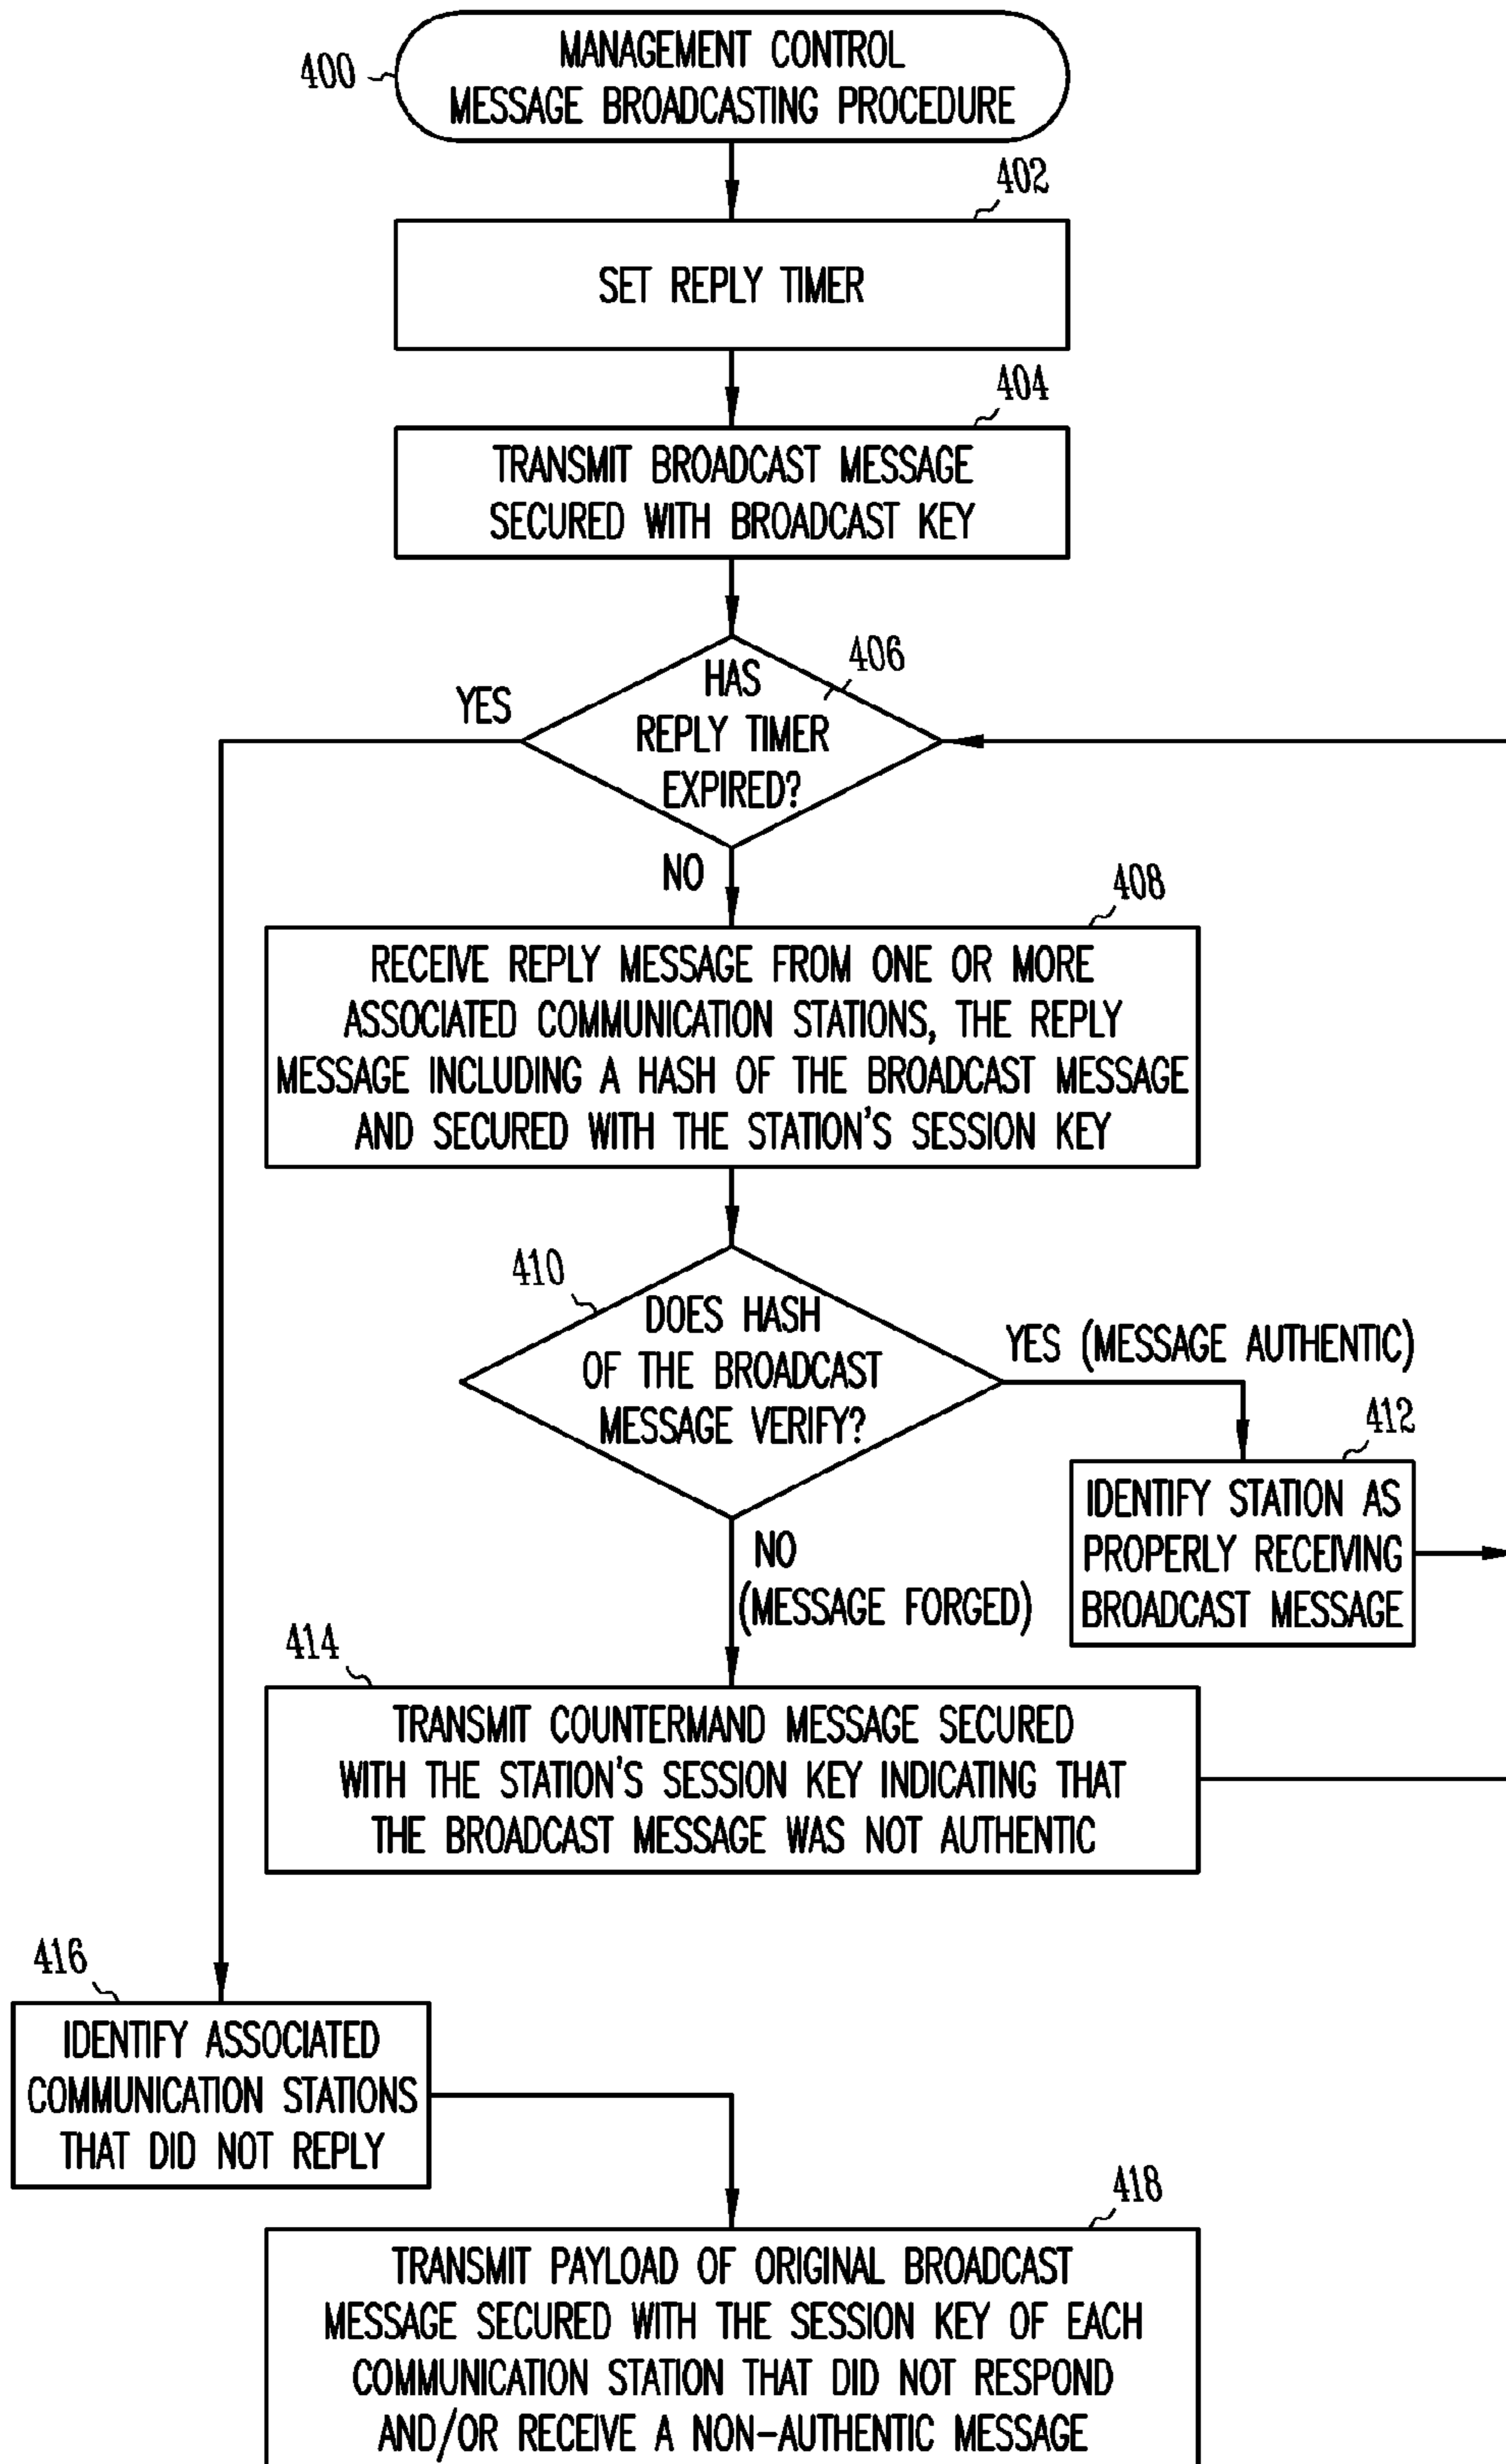 400
MANAGEMENT CONTROL
MESSAGE BROADCASTING PROCEDURE
402
SET REPLY TIMER
404
TRANSMIT BROADCAST MESSAGE
SECURED WITH BROADCAST KEY
406
HAS
REPLY TIMER
EXPIRED?
YES
NO
408
RECEIVE REPLY MESSAGE FROM ONE OR MORE
ASSOCIATED COMMUNICATION STATIONS, THE REPLY
MESSAGE INCLUDING A HASH OF THE BROADCAST MESSAGE
AND SECURED WITH THE STATION'S SESSION KEY
410
DOES HASH
OF THE BROADCAST
MESSAGE VERIFY?
YES (MESSAGE AUTHENTIC)
412
IDENTIFY STATION AS
PROPERLY RECEIVING
BROADCAST MESSAGE
NO
(MESSAGE FORGED)
414
TRANSMIT COUNTERMAND MESSAGE SECURED
WITH THE STATION'S SESSION KEY INDICATING THAT
THE BROADCAST MESSAGE WAS NOT AUTHENTIC
416
IDENTIFY ASSOCIATED
COMMUNICATION STATIONS
THAT DID NOT REPLY
418
TRANSMIT PAYLOAD OF ORIGINAL BROADCAST
MESSAGE SECURED WITH THE SESSION KEY OF EACH
COMMUNICATION STATION THAT DID NOT RESPOND
AND/OR RECEIVE A NON-AUTHENTIC MESSAGE